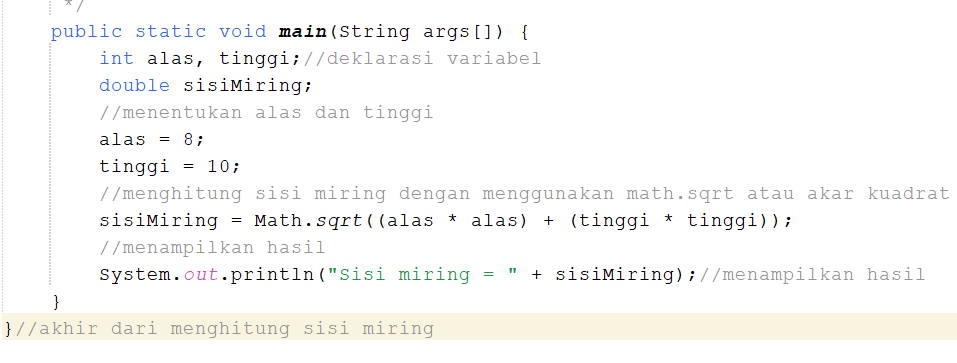 */
public static void main(String args[]) {
int alas, tinggi;//deklarasi variabel
double sisiMiring;
//menentukan alas dan tinggi
alas = 8;
tinggi = 10;
//menghitung sisi miring dengan menggunakan math.sqrt atau akar kuadrat
sisiMiring = Math.sqrt((alas * alas) + (tinggi * tinggi));
//menampilkan hasil
System.out.println("Sisi miring = " + sisiMiring);//menampilkan hasil
}
}//akhir dari menghitung sisi miring